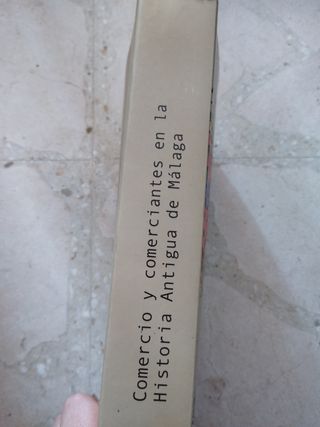 Comercio y comerciantes en la
Historia Antigua de Málaga